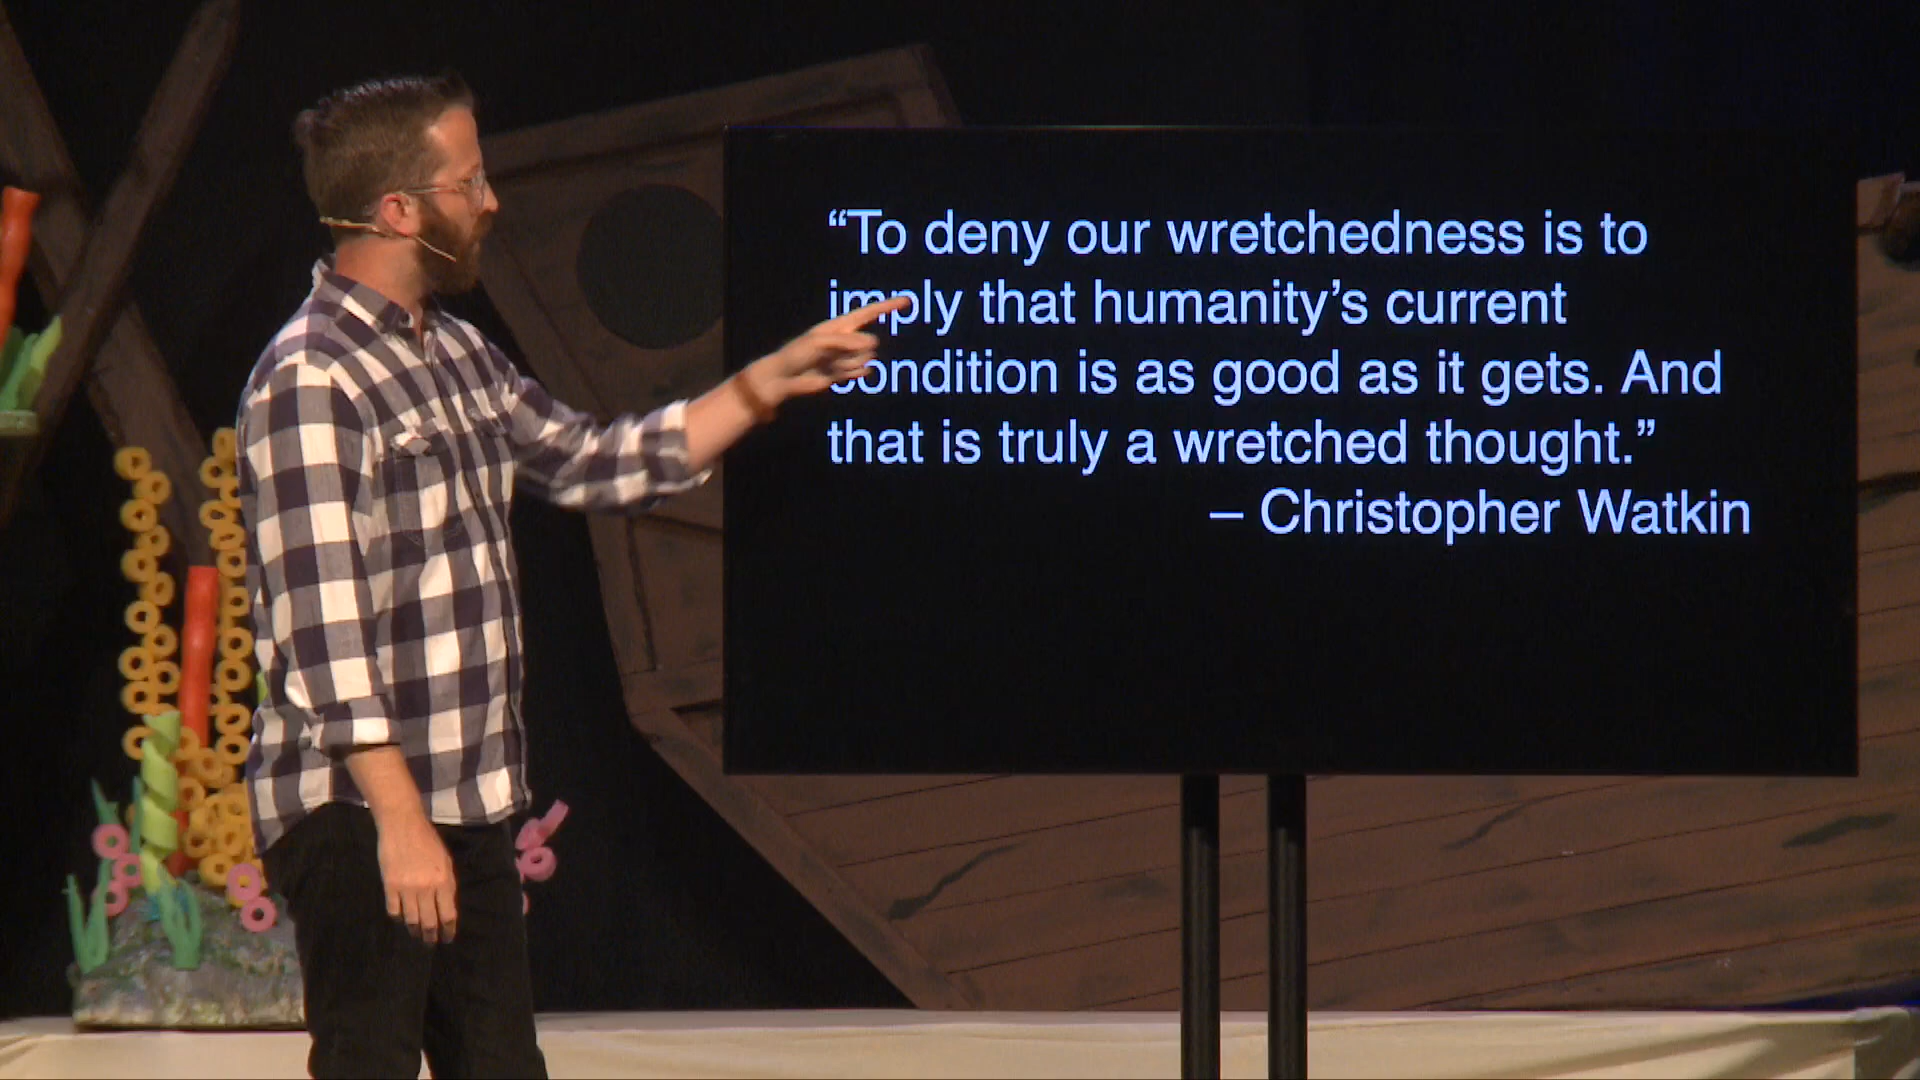 “To deny our wretchedness is to
imply that humanity’s current
condition is as good as it gets. And
that is truly a wretched thought.”
– Christopher Watkin